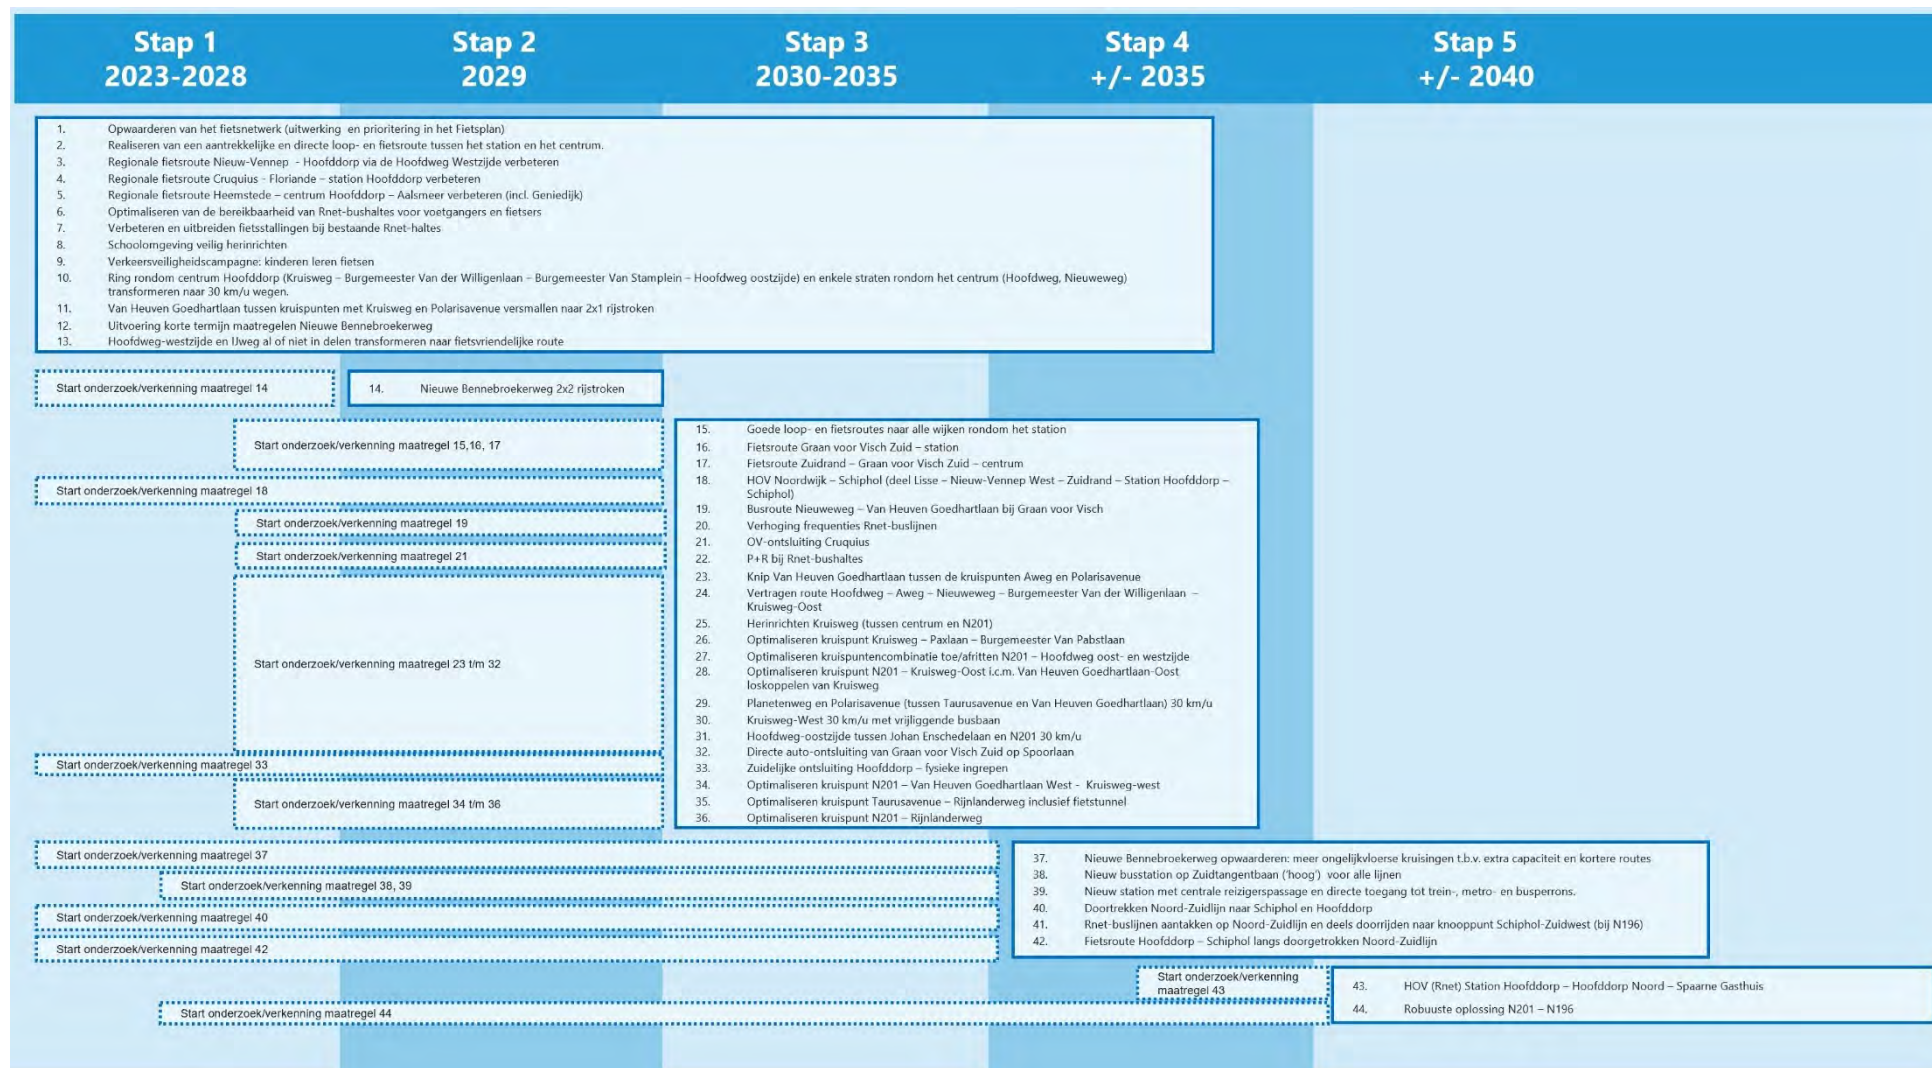 Stap 1
2023-2028
Stap 2
2029
Stap 3
2030-2035
Stap 4
+/- 2035
Stap 5
+/- 2040
1. Opwaarderen van het fietsnetwerk (uitwerking en prioritering in het Fietsplan)
2. Realiseren van een aantrekkelijke en directe loop- en fietsroute tussen het station en het centrum.
3. Regionale fietsroute Nieuw-Vennep - Hoofddorp via de Hoofdweg Westzijde verbeteren
4. Regionale fietsroute Cruquius - Floriande – station Hoofddorp verbeteren
5. Regionale fietsroute Heemstede – centrum Hoofddorp – Aalsmeer verbeteren (incl. Geniedijk)
6. Optimaliseren van de bereikbaarheid van Rnet-bushaltes voor voetgangers en fietsers
7. Verbeteren en uitbreiden fietsstallingen bij bestaande Rnet-haltes
8. Schoolomgeving veilig herinrichten
9. Verkeersveiligheidscampagne: kinderen leren fietsen
10. Ring rondom centrum Hoofddorp (Kruisweg – Burgemeester Van der Willigenlaan – Burgemeester Van Stamplein – Hoofdweg oostzijde) en enkele straten rondom het centrum (Hoofdweg, Nieuweweg)
transformeren naar 30 km/u wegen.
11. Van Heuven Goedhartlaan tussen kruispunten met Kruisweg en Polarisavenue versmallen naar 2x1 rijstroken
12. Uitvoering korte termijn maatregelen Nieuwe Bennebroekerweg
13. Hoofdweg-westzijde en IJweg al of niet in delen transformeren naar fietsvriendelijke route
Start onderzoek/verkenning maatregel 14
14. Nieuwe Bennebroekerweg 2x2 rijstroken
Start onderzoek/verkenning maatregel 15,16, 17
Start onderzoek/verkenning maatregel 18
Start onderzoek/verkenning maatregel 19
Start onderzoek/verkenning maatregel 21
Start onderzoek/verkenning maatregel 23 t/m 32
Start onderzoek/verkenning maatregel 33
Start onderzoek/verkenning maatregel 34 t/m 36
15. Goede loop- en fietsroutes naar alle wijken rondom het station
16. Fietsroute Graan voor Visch Zuid – station
17. Fietsroute Zuidrand – Graan voor Visch Zuid – centrum
18. HOV Noordwijk – Schiphol (deel Lisse – Nieuw-Vennep West – Zuidrand – Station Hoofddorp –
Schiphol)
19. Busroute Nieuweweg – Van Heuven Goedhartlaan bij Graan voor Visch
20. Verhoging frequenties Rnet-buslijnen
21. OV-ontsluiting Cruquius
22. P+R bij Rnet-bushaltes
23. Knip Van Heuven Goedhartlaan tussen de kruispunten Aweg en Polarisavenue
24. Vertragen route Hoofdweg – Aweg – Nieuweweg – Burgemeester Van der Willigenlaan –
Kruisweg-Oost
25. Herinrichten Kruisweg (tussen centrum en N201)
26. Optimaliseren kruispunt Kruisweg – Paxlaan – Burgemeester Van Pabstlaan
27. Optimaliseren kruispuntencombinatie toe/afritten N201 – Hoofdweg oost- en westzijde
28. Optimaliseren kruispunt N201 – Kruisweg-Oost i.c.m. Van Heuven Goedhartlaan-Oost
loskoppelen van Kruisweg
29. Planetenweg en Polarisavenue (tussen Taurusavenue en Van Heuven Goedhartlaan) 30 km/u
30. Kruisweg-West 30 km/u met vrijliggende busbaan
31. Hoofdweg-oostzijde tussen Johan Enschedelaan en N201 30 km/u
32. Directe auto-ontsluiting van Graan voor Visch Zuid op Spoorlaan
33. Zuidelijke ontsluiting Hoofddorp – fysieke ingrepen
34. Optimaliseren kruispunt N201 – Van Heuven Goedhartlaan West - Kruisweg-west
35. Optimaliseren kruispunt Taurusavenue – Rijnlanderweg inclusief fietstunnel
36. Optimaliseren kruispunt N201 – Rijnlanderweg
Start onderzoek/verkenning maatregel 37
Start onderzoek/verkenning maatregel 38, 39
Start onderzoek/verkenning maatregel 40
Start onderzoek/verkenning maatregel 42
37. Nieuwe Bennebroekerweg opwaarderen: meer ongelijkvloerse kruisingen t.b.v. extra capaciteit en kortere routes
38. Nieuw busstation op Zuidtangentbaan ('hoog') voor alle lijnen
39. Nieuw station met centrale reizigerspassage en directe toegang tot trein-, metro- en busperrons.
40. Doortrekken Noord-Zuidlijn naar Schiphol en Hoofddorp
41. Rnet-buslijnen aantakken op Noord-Zuidlijn en deels doorrijden naar knooppunt Schiphol-Zuidwest (bij N196)
42. Fietsroute Hoofddorp – Schiphol langs doorgetrokken Noord-Zuidlijn
Start onderzoek/verkenning
maatregel 43
Start onderzoek/verkenning maatregel 44
43. HOV (Rnet) Station Hoofddorp – Hoofddorp Noord – Spaarne Gasthuis
44. Robuuste oplossing N201 – N196